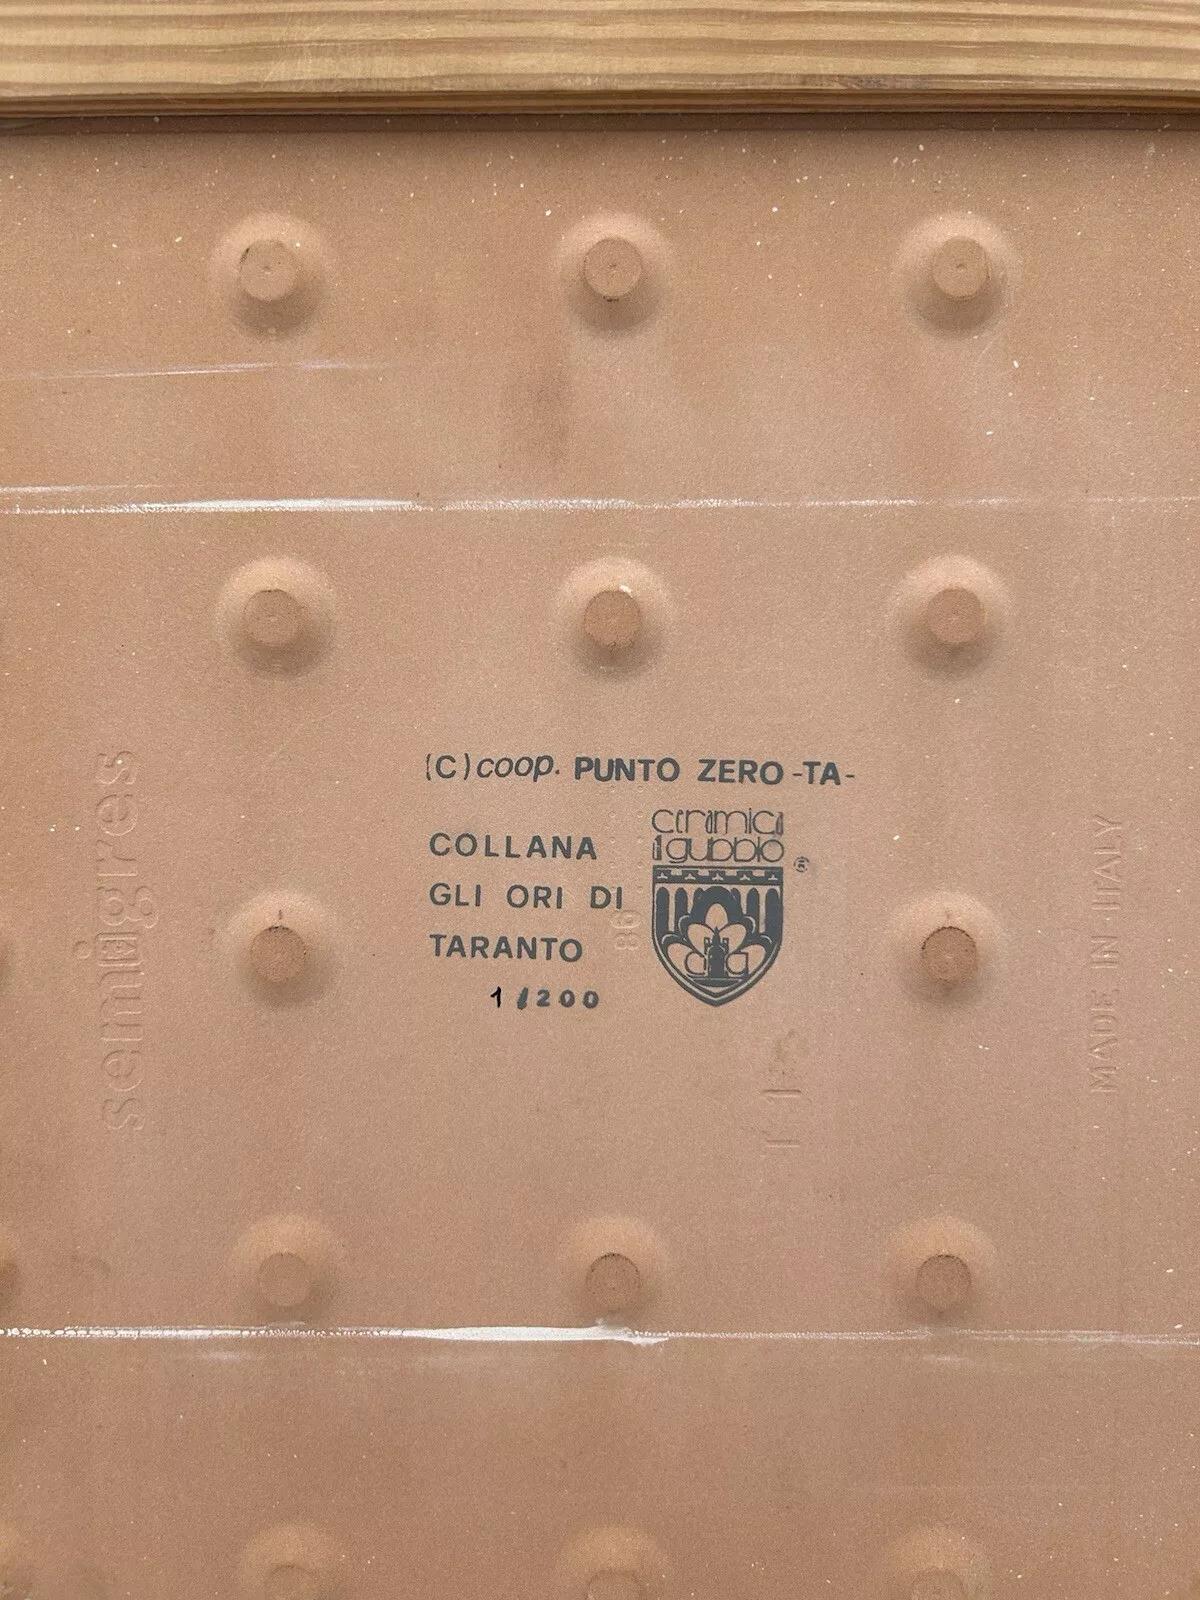 (C) coop. PUNTO ZERO -TA-
ceramica
gubbio
®
COLLANA
GLI ORI DI
TARANTO
1/200
semigres
MADE IN ITALY